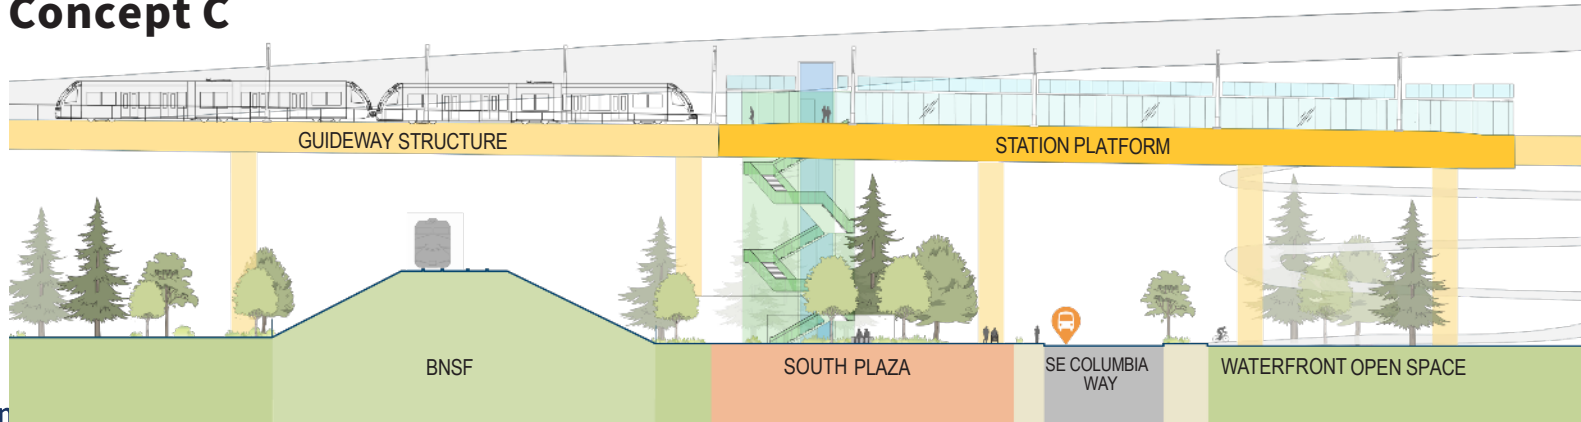 Concept C
GUIDEWAY STRUCTURE
STATION PLATFORM
BNSF
SOUTH PLAZA
SE COLUMBIA
WAY
WATERFRONT OPEN SPACE